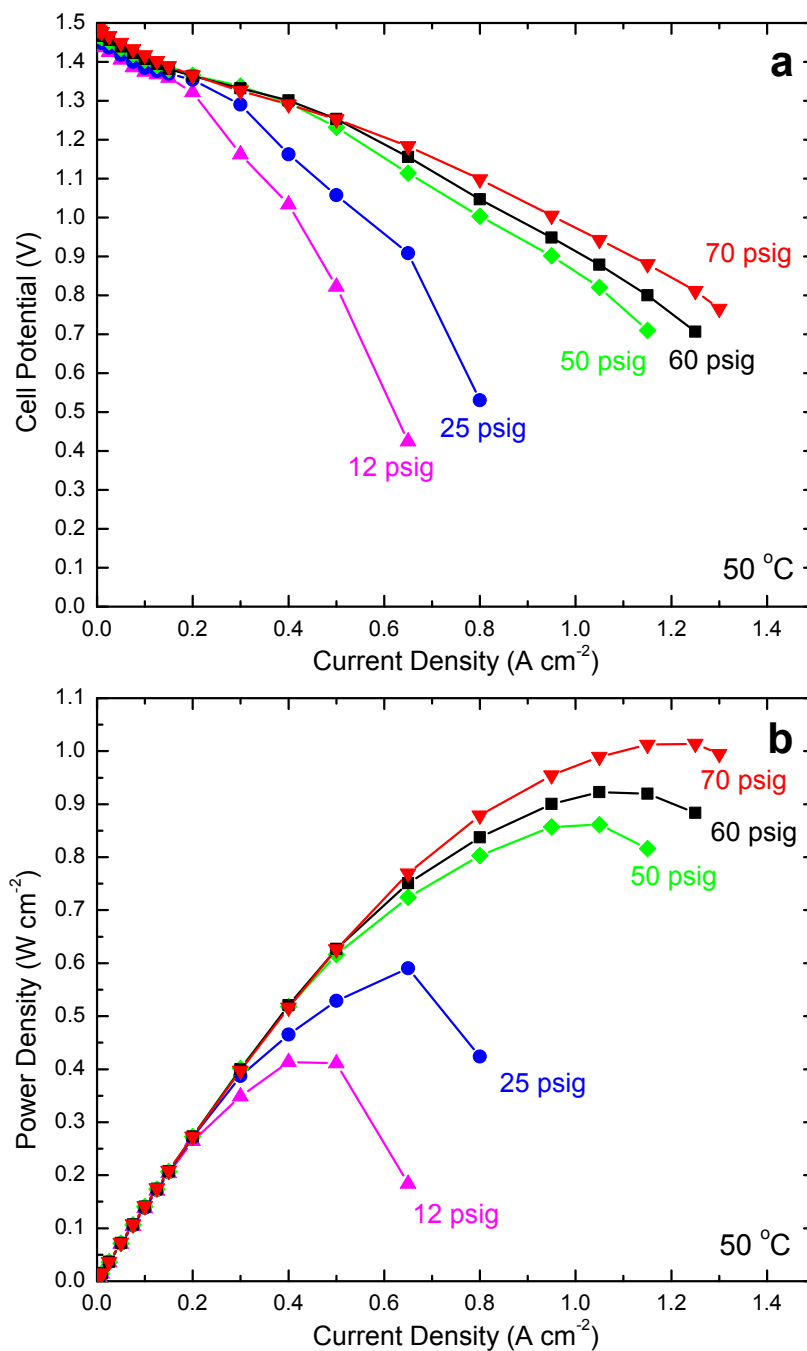 a
1.5
1.4
1.3
1.2
1.1
1.0
0.9
0.8
0.7
0.6
0.5
0.4
0.3
0.2
0.1
0.0
Cell Potential (V)
70 psig
60 psig
50 psig
25 psig
12 psig
50 °C
0.0 0.2 0.4 0.6 0.8 1.0 1.2 1.4
Current Density (A cm⁻²)
b
1.1
1.0
0.9
0.8
0.7
0.6
0.5
0.4
0.3
0.2
0.1
0.0
Power Density (W cm⁻²)
70 psig
60 psig
50 psig
25 psig
12 psig
50 °C
0.0 0.2 0.4 0.6 0.8 1.0 1.2 1.4
Current Density (A cm⁻²)